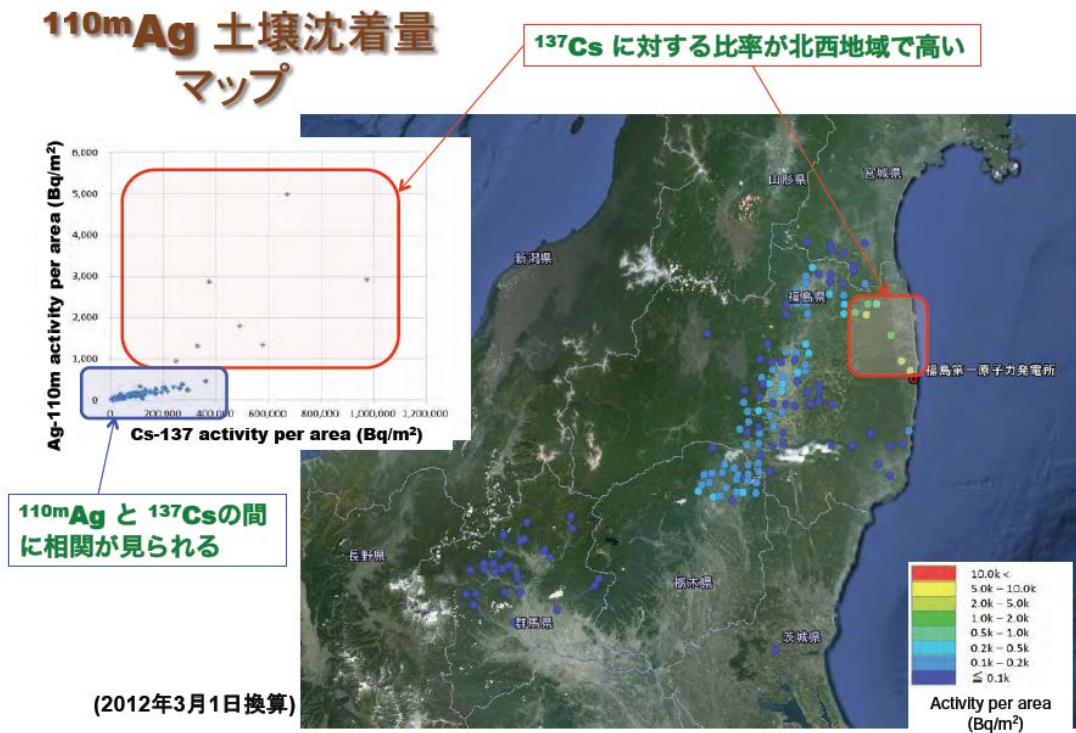 110mAg 土壌沈着量
マップ
137Cs に対する比率が北西地域で高い
Ag-110m activity per area (Bq/m²)
6,000
5,000
4,000
3,000
2,000
1,000
0
0
200,000
400,000
600,000
800,000
1,000,000
1,200,000
Cs-137 activity per area (Bq/m²)
110mAg と 137Csの間
に相関が見られる
(2012年3月1日換算)
山形県
宮城県
新潟県
福島県
福島第一原子力発電所
長野県
栃木県
群馬県
茨城県
10.0k <
5.0k – 10.0k
2.0k – 5.0k
1.0k – 2.0k
0.5k – 1.0k
0.2k – 0.5k
0.1k – 0.2k
≦ 0.1k
Activity per area
(Bq/m²)